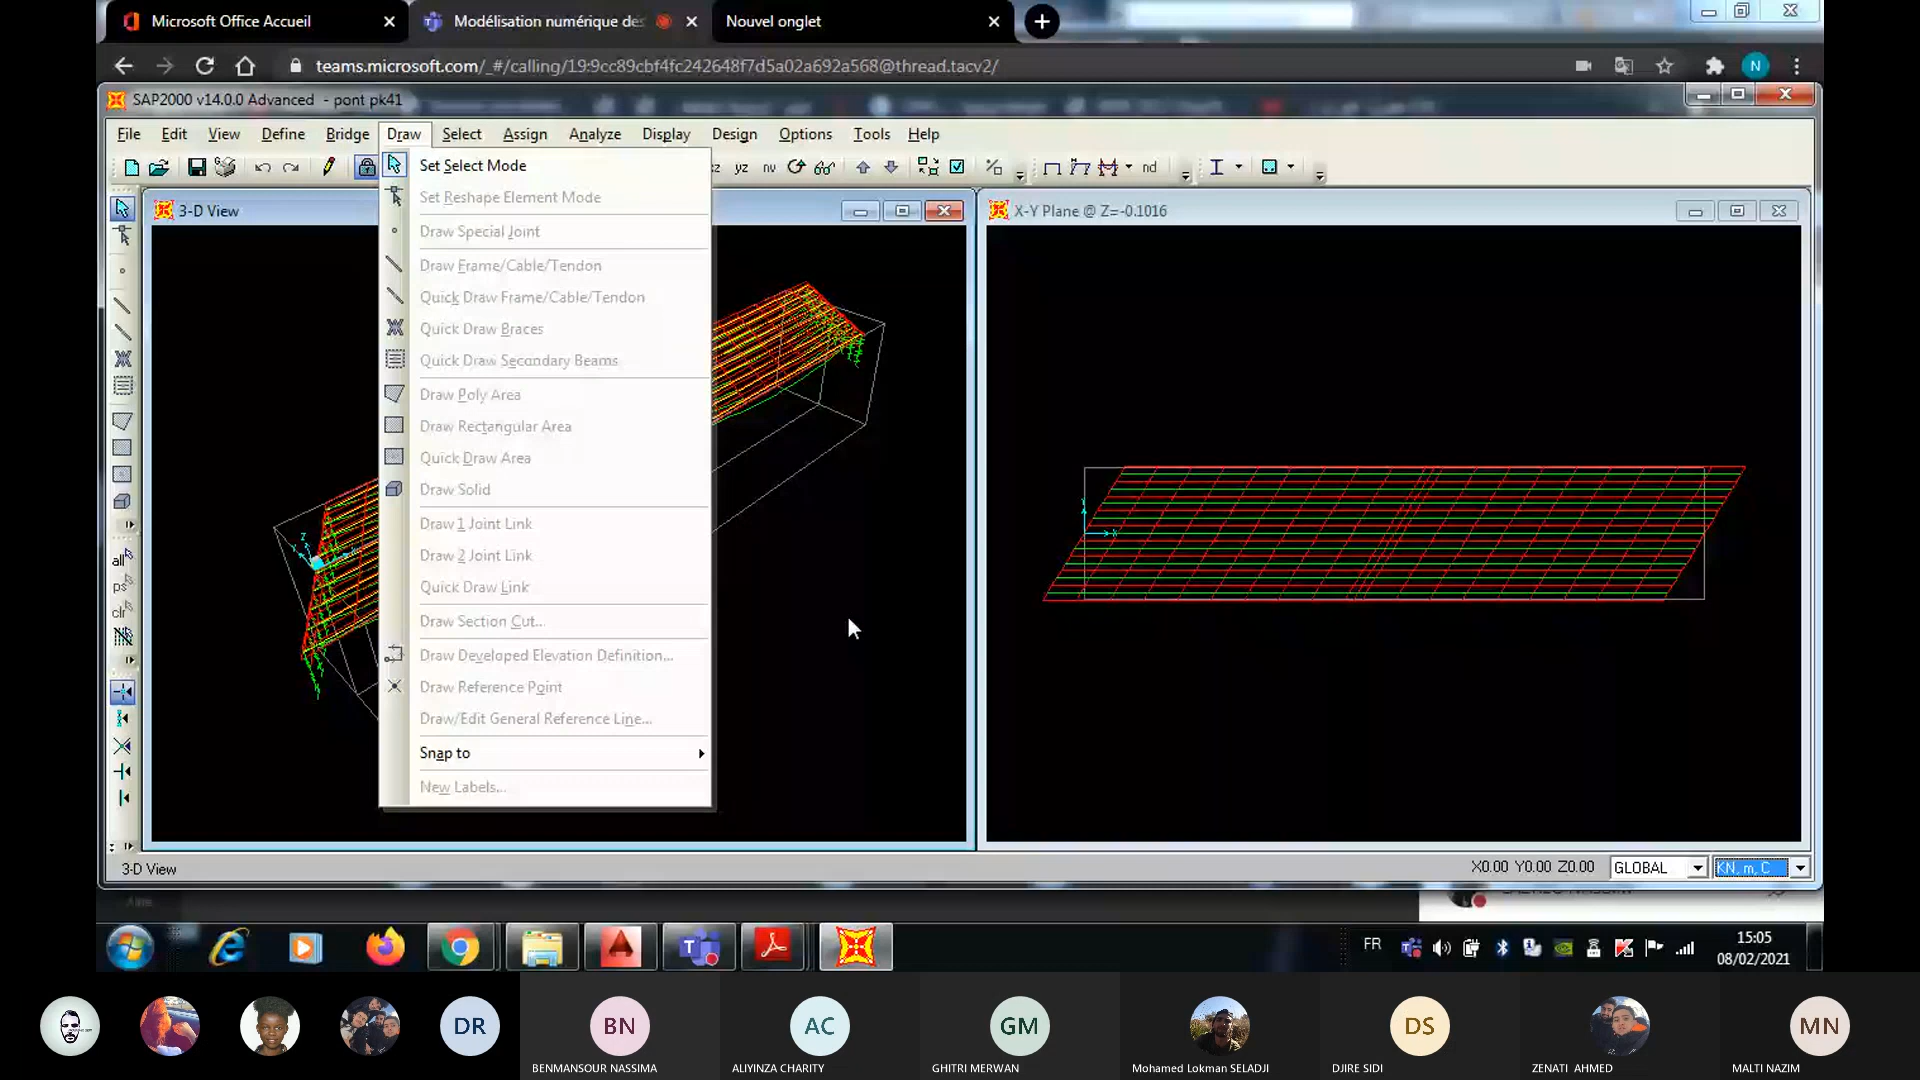 Microsoft Office Accueil
Modélisation numérique des
Nouvel onglet
teams.microsoft.com/_#/calling/19:9cc89cbf4fc242648f7d5a02a692a568@thread.tacv2/
N
SAP2000 v14.0.0 Advanced - pont pk41
File Edit View Define Bridge Draw Select Assign Analyze Display Design Options Tools Help
yz nv nd
3-D View
X-Y Plane @ Z=-0.1016
Set Select Mode
Set Reshape Element Mode
Draw Special Joint
Draw Frame/Cable/Tendon
Quick Draw Frame/Cable/Tendon
Quick Draw Braces
Quick Draw Secondary Beams
Draw Poly Area
Draw Rectangular Area
Quick Draw Area
Draw Solid
Draw 1 Joint Link
Draw 2 Joint Link
Quick Draw Link
Draw Section Cut...
Draw Developed Elevation Definition...
Draw Reference Point
Draw/Edit General Reference Line...
Snap to
New Labels...
all
ps
clr
Z
3-D View
X0.00 Y0.00 Z0.00
GLOBAL
KN, m, C
FR
15:05
08/02/2021
DR
BN
AC
GM
DS
MN
BENMANSOUR NASSIMA
ALIYINZA CHARITY
GHITRI MERWAN
Mohamed Lokman SELADJI
DJIRE SIDI
ZENATI AHMED
MALTI NAZIM